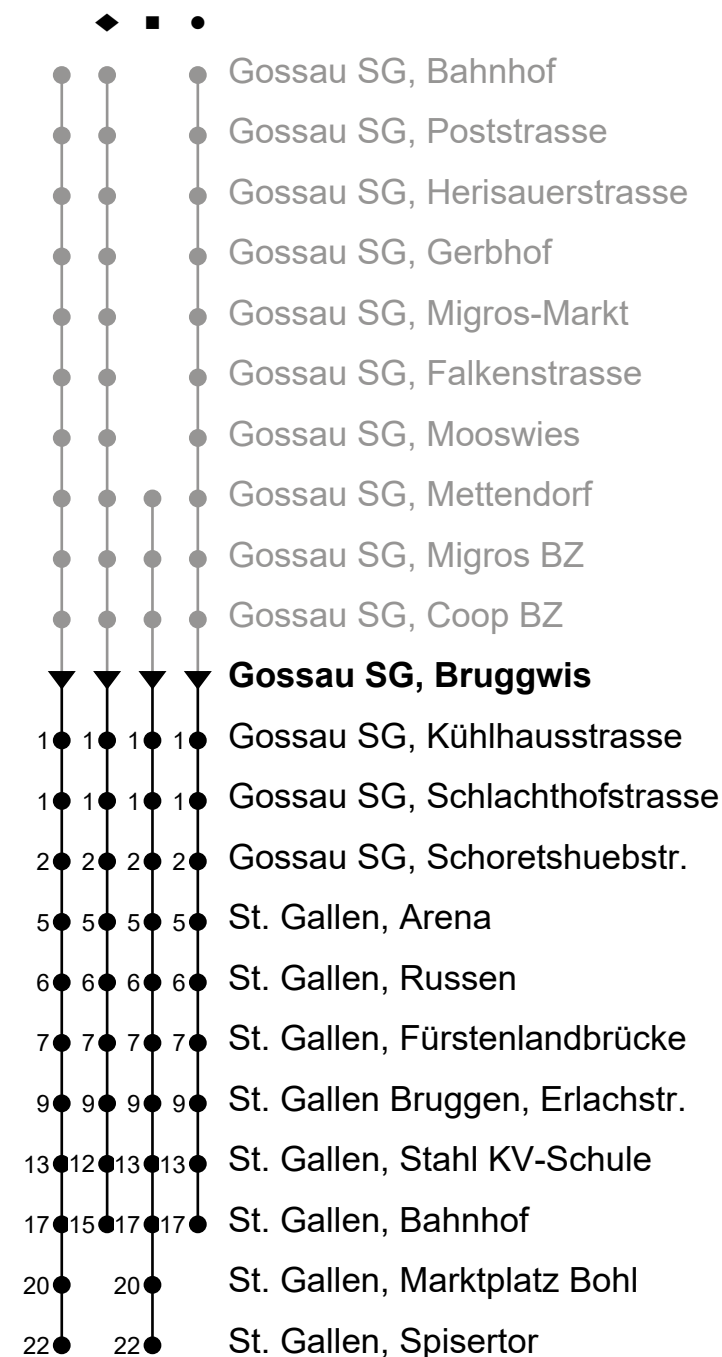 Gossau SG, Bahnhof
Gossau SG, Poststrasse
Gossau SG, Herisauerstrasse
Gossau SG, Gerbhof
Gossau SG, Migros-Markt
Gossau SG, Falkenstrasse
Gossau SG, Mooswies
Gossau SG, Mettendorf
Gossau SG, Migros BZ
Gossau SG, Coop BZ
Gossau SG, Bruggwis
1 1 1 1 Gossau SG, Kühlhausstrasse
1 1 1 1 Gossau SG, Schlachthofstrasse
2 2 2 2 Gossau SG, Schoretshuebstr.
5 5 5 5 St. Gallen, Arena
6 6 6 6 St. Gallen, Russen
7 7 7 7 St. Gallen, Fürstenlandbrücke
9 9 9 9 St. Gallen Bruggen, Erlachstr.
13 12 13 13 St. Gallen, Stahl KV-Schule
17 15 17 17 St. Gallen, Bahnhof
20 20 St. Gallen, Marktplatz Bohl
22 22 St. Gallen, Spisertor